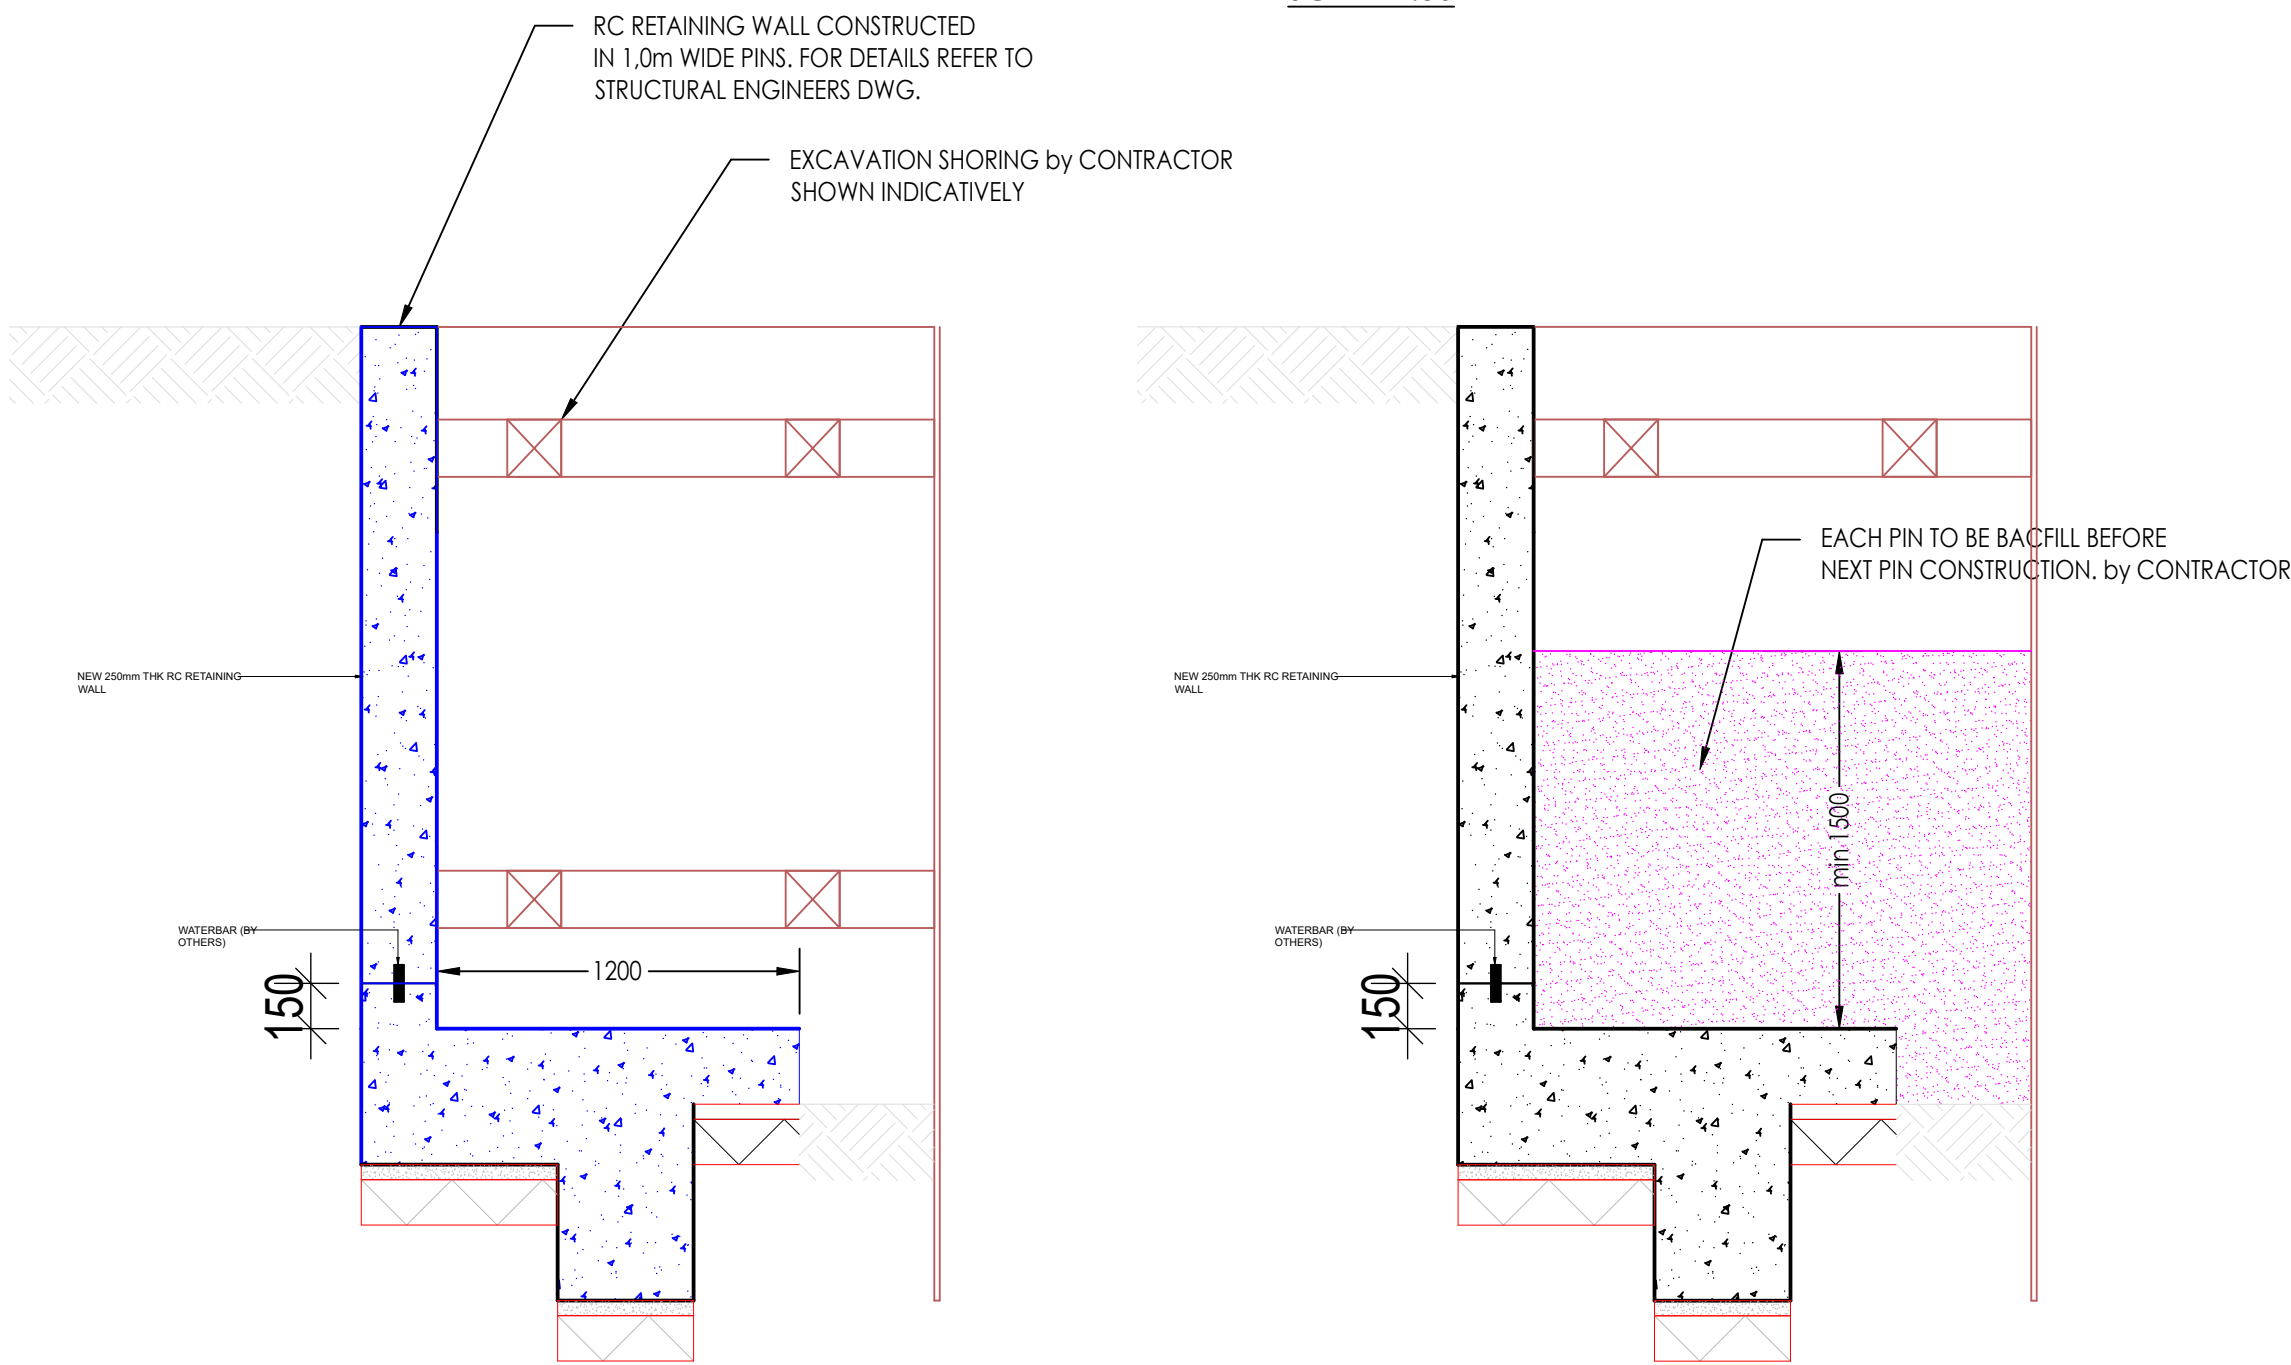 RC RETAINING WALL CONSTRUCTED
IN 1,0m WIDE PINS. FOR DETAILS REFER TO
STRUCTURAL ENGINEERS DWG.
EXCAVATION SHORING by CONTRACTOR
SHOWN INDICATIVELY
NEW 250mm THK RC RETAINING
WALL
WATERBAR (BY
OTHERS)
150
1200
EACH PIN TO BE BACFILL BEFORE
NEXT PIN CONSTRUCTION. by CONTRACTOR
NEW 250mm THK RC RETAINING
WALL
min.1500
WATERBAR (BY
OTHERS)
150